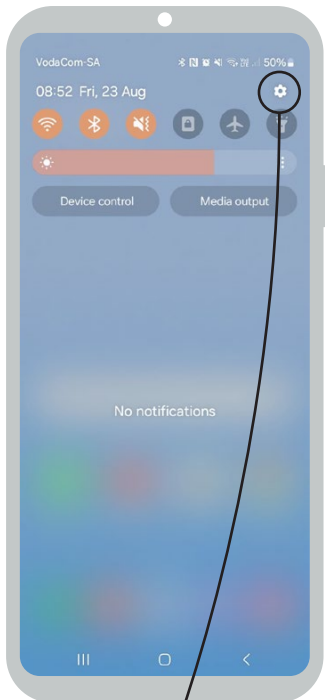 VodaCom-SA 50%
08:52 Fri, 23 Aug
Device control Media output
No notifications